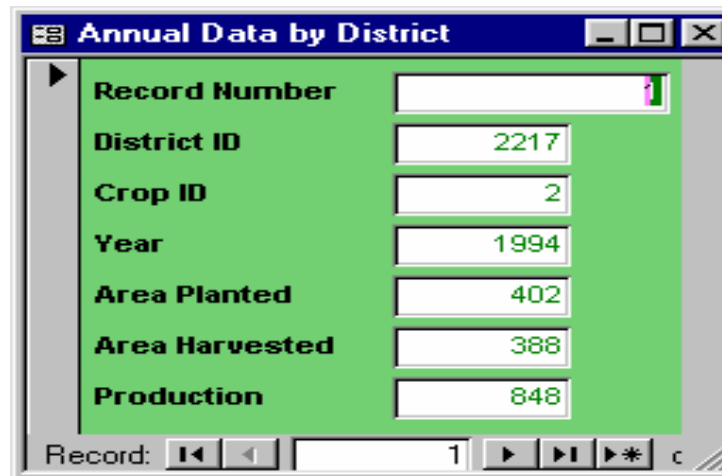 Annual Data by District
Record Number 1
District ID 2217
Crop ID 2
Year 1994
Area Planted 402
Area Harvested 388
Production 848
Record: 1